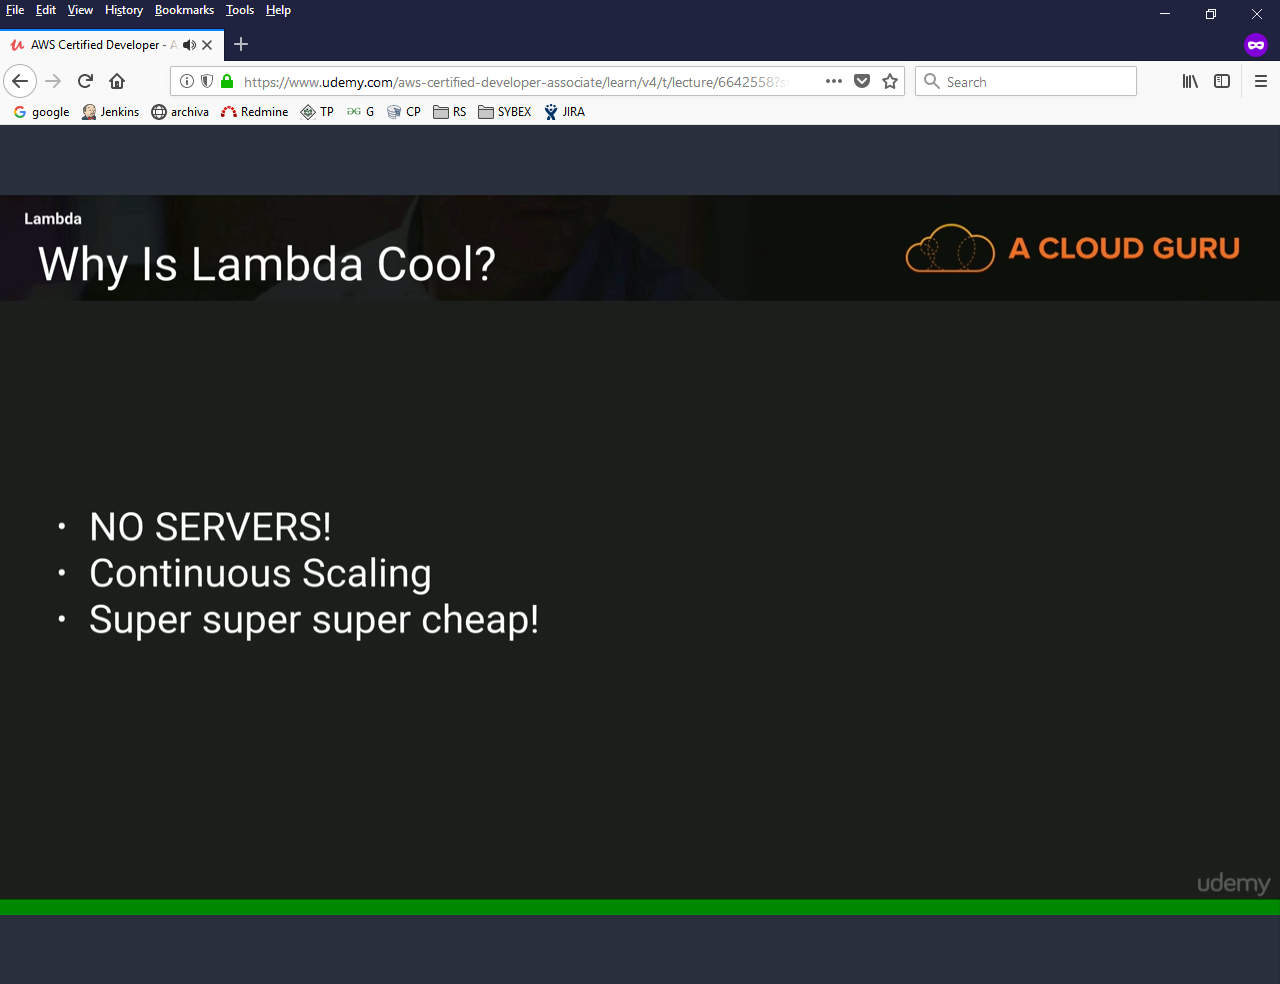 File Edit View History Bookmarks Tools Help
AWS Certified Developer - A
https://www.udemy.com/aws-certified-developer-associate/learn/v4/t/lecture/6642558?s
Search
google Jenkins archiva Redmine TP G CP RS SYBEX JIRA
Lambda
Why Is Lambda Cool?
A CLOUD GURU
• NO SERVERS!
• Continuous Scaling
• Super super super cheap!
udemy